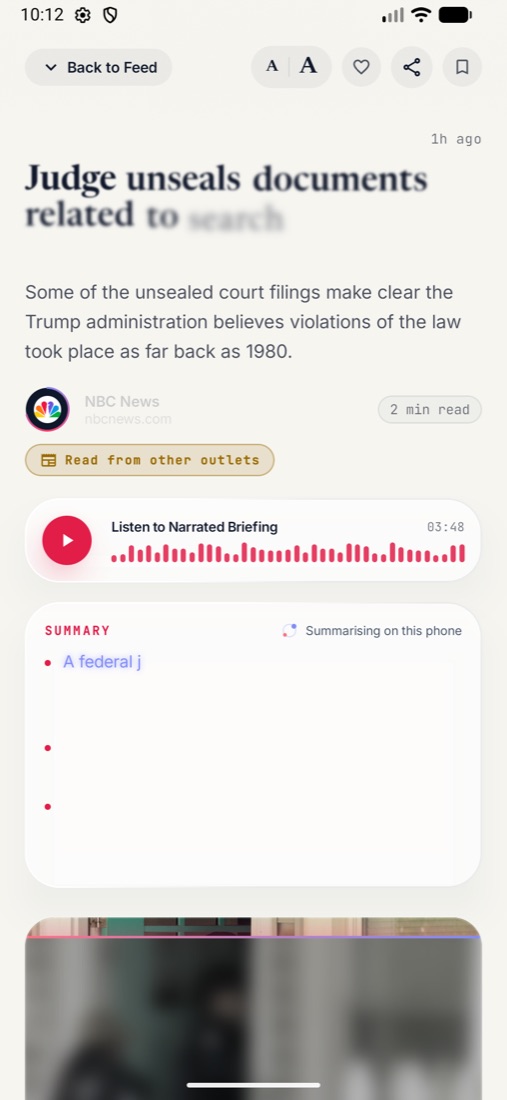 10:12
Back to Feed
A A
1h ago
Judge unseals documents
related to search
Some of the unsealed court filings make clear the
Trump administration believes violations of the law
took place as far back as 1980.
NBC News
nbcnews.com
2 min read
Read from other outlets
Listen to Narrated Briefing
03:48
SUMMARY
Summarising on this phone
A federal j